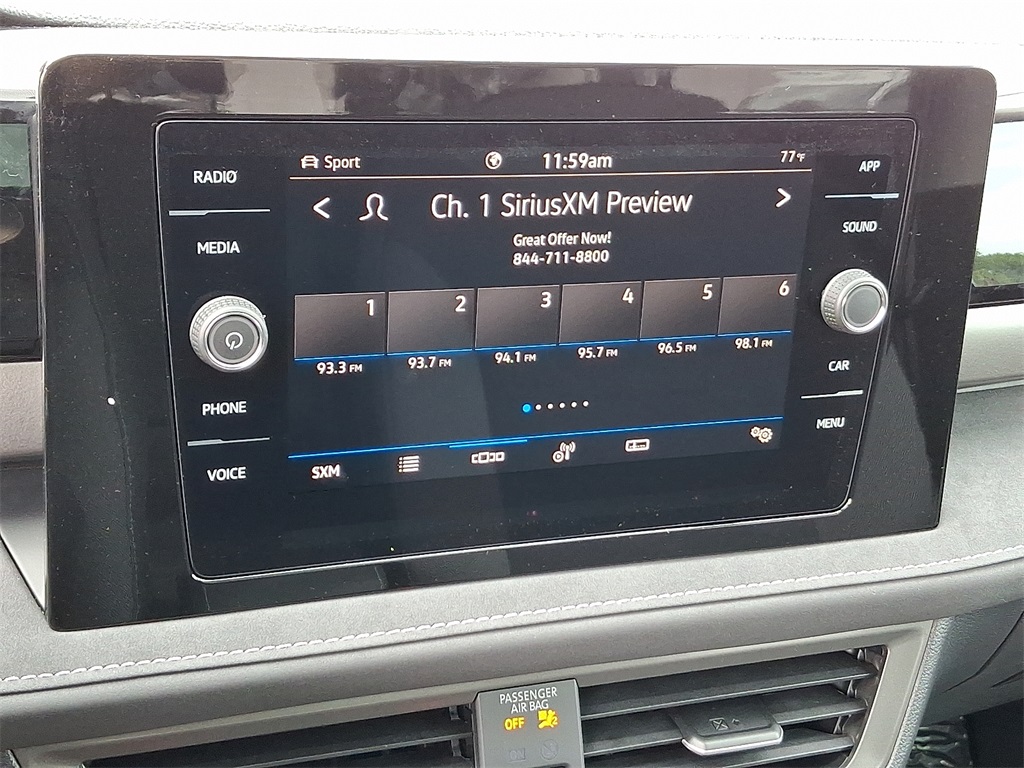 RADIO
MEDIA
PHONE
VOICE
Sport 11:59am 77°F
< Ch. 1 SiriusXM Preview >
Great Offer Now!
844-711-8800
1 2 3 4 5 6
93.3 FM 93.7 FM 94.1 FM 95.7 FM 96.5 FM 98.1 FM
SXM
APP
SOUND
CAR
MENU
PASSENGER
AIR BAG
OFF
ON